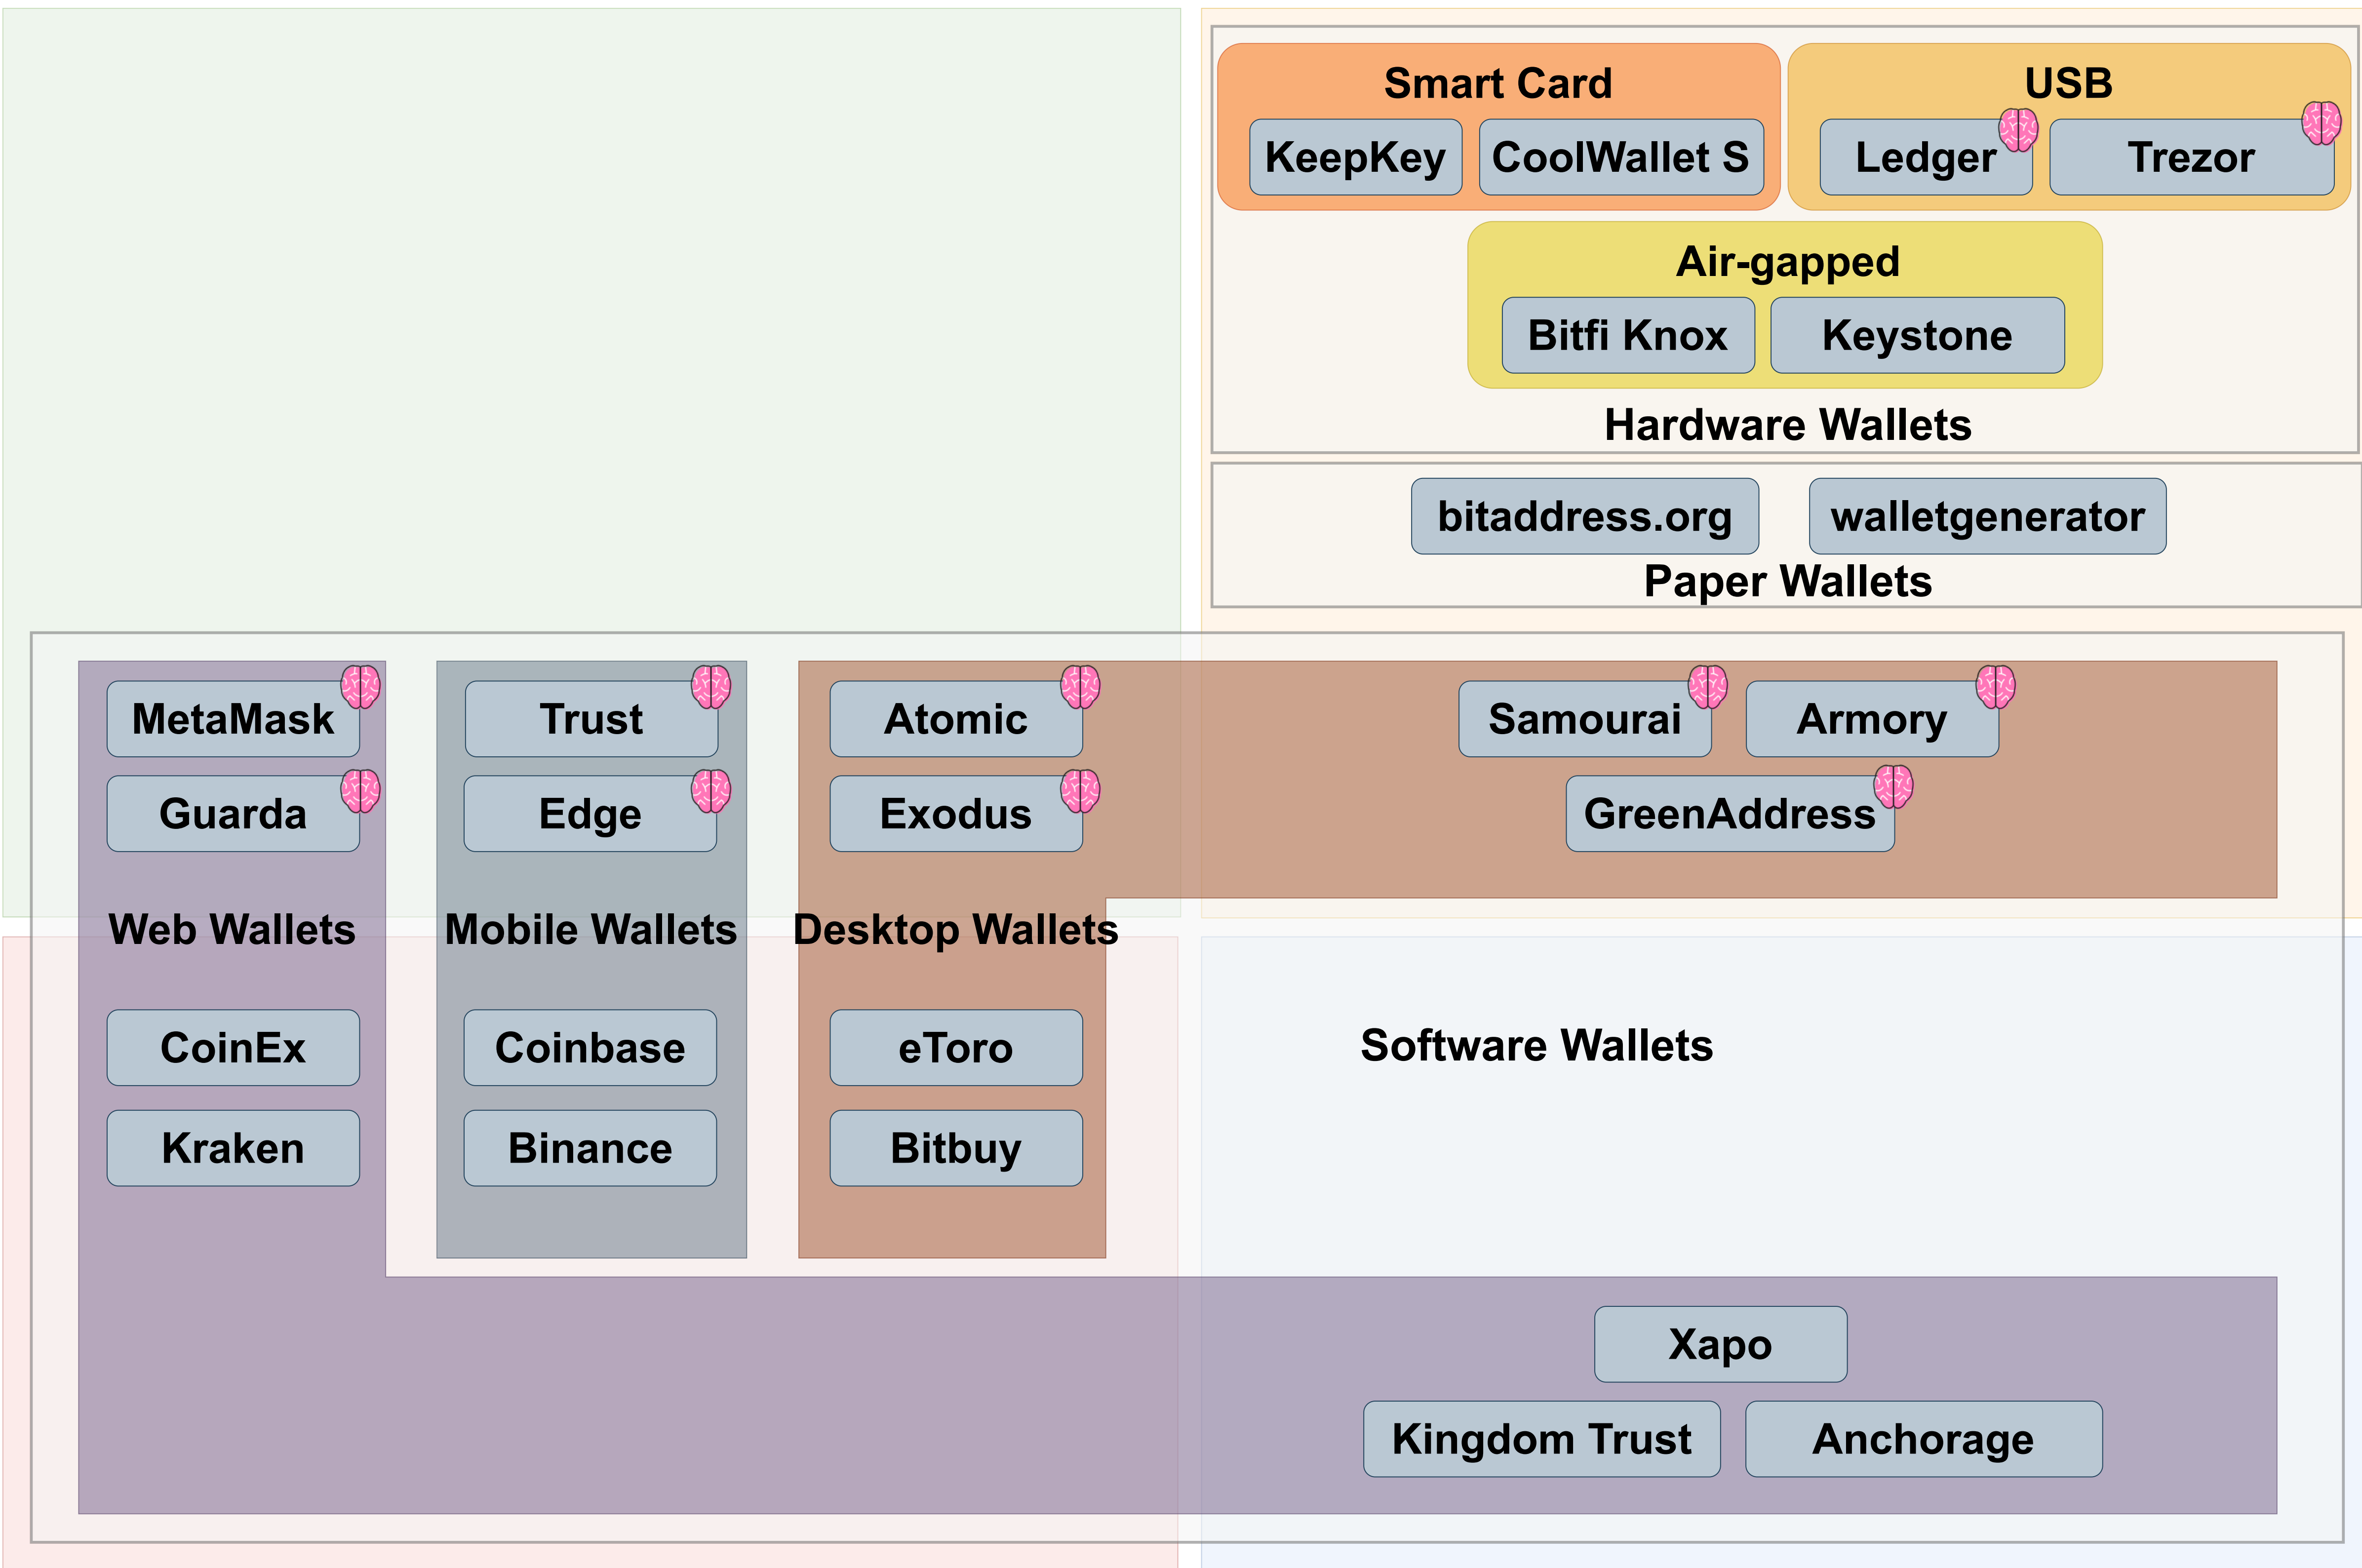 Smart Card
USB
KeepKey
CoolWallet S
Ledger
Trezor
Air-gapped
Bitfi Knox
Keystone
Hardware Wallets
bitaddress.org
walletgenerator
Paper Wallets
MetaMask
Trust
Atomic
Samourai
Armory
Guarda
Edge
Exodus
GreenAddress
Web Wallets
Mobile Wallets
Desktop Wallets
CoinEx
Coinbase
eToro
Software Wallets
Kraken
Binance
Bitbuy
Xapo
Kingdom Trust
Anchorage